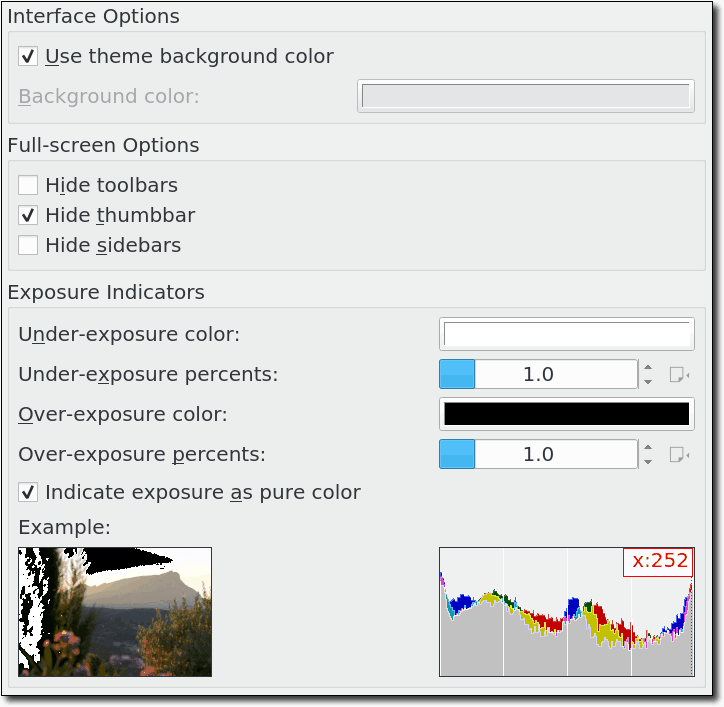 Interface Options
Use theme background color
Background color:
Full-screen Options
Hide toolbars
Hide thumbbar
Hide sidebars
Exposure Indicators
Under-exposure color:
Under-exposure percents: 1.0
Over-exposure color:
Over-exposure percents: 1.0
Indicate exposure as pure color
Example:
x:252